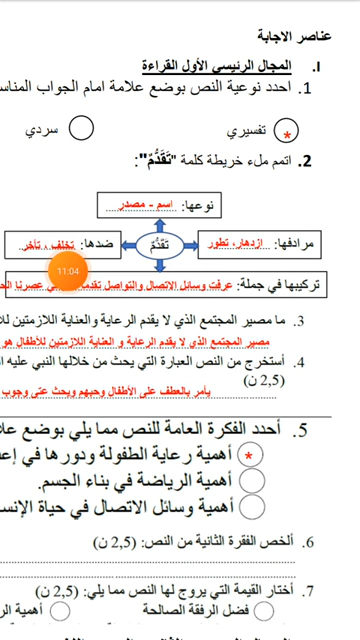 عناصر الاجابة
I. المجال الرئيسي الأول القراءة
1. احدد نوعية النص بوضع علامة امام الجواب
تفسيري * سردي
2. اتمم ملء خريطة كلمة "تَقَدُّمٌ":
نوعها: اسم - مصدر
مرادفها: ازدهار، تطور
تَقَدُّمٌ
ضدها: تخلف، تأخر
تركيبها في جملة: عرفت وسائل الاتصال والتواصل عصرنا
11:04
3. ما مصير المجتمع الذي لا يقدم الرعاية والعناية اللازمتين
مصير المجتمع الذي لا يقدم الرعاية و العناية اللازمتين للأطفال هو
4. أستخرج من النص العبارة التي يحث من خلالها النبي عليه
(2,5 ن)
يأمر بالعطف على الأطفال وحبهم ويحث على وجوب
5. أحدد الفكرة العامة للنص مما يلي بوضع
* أهمية رعاية الطفولة ودورها في
أهمية الرياضة في بناء الجسم.
أهمية وسائل الاتصال في حياة
6. ألخص الفقرة الثانية من النص: (2,5 ن)
7. أختار القيمة التي يروج لها النص مما يلي: (2,5 ن)
فضل الرفقة الصالحة أهمية